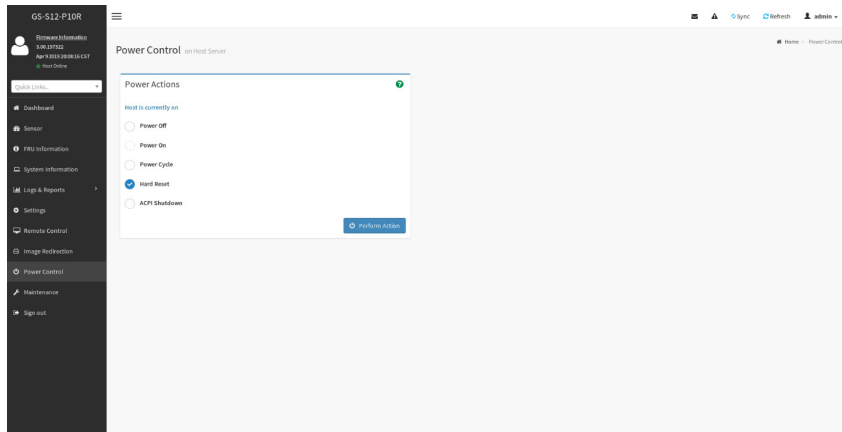 GS-S12-P10R
Firmware Information
3.00.197322
Apr 9 2015 20:08:16 CST
Host Online
Quick Links..
Dashboard
Sensor
FRU Information
System Information
Logs & Reports
Settings
Remote Control
Image Redirection
Power Control
Maintenance
Sign out
Sync Refresh admin
Home > Power Control
Power Control on Host Server
Power Actions
Host is currently on
Power Off
Power On
Power Cycle
Hard Reset
ACPI Shutdown
Perform Action